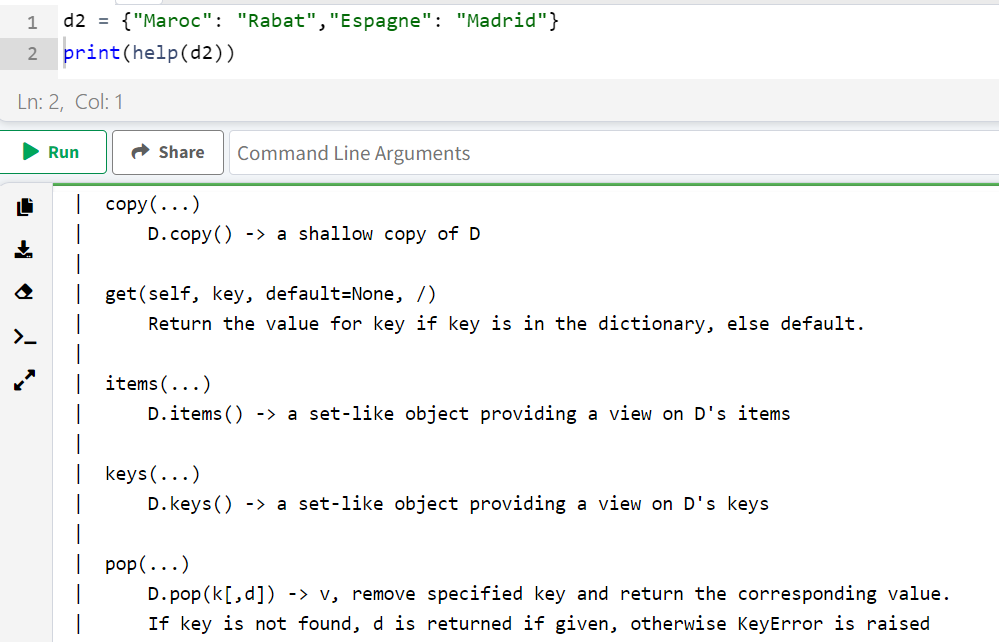 1 d2 = {"Maroc": "Rabat","Espagne": "Madrid"}
2 print(help(d2))
Ln: 2, Col: 1
Run Share Command Line Arguments
| copy(...)
|     D.copy() -> a shallow copy of D
|
| get(self, key, default=None, /)
|     Return the value for key if key is in the dictionary, else default.
|
| items(...)
|     D.items() -> a set-like object providing a view on D's items
|
| keys(...)
|     D.keys() -> a set-like object providing a view on D's keys
|
| pop(...)
|     D.pop(k[,d]) -> v, remove specified key and return the corresponding value.
|     If key is not found, d is returned if given, otherwise KeyError is raised